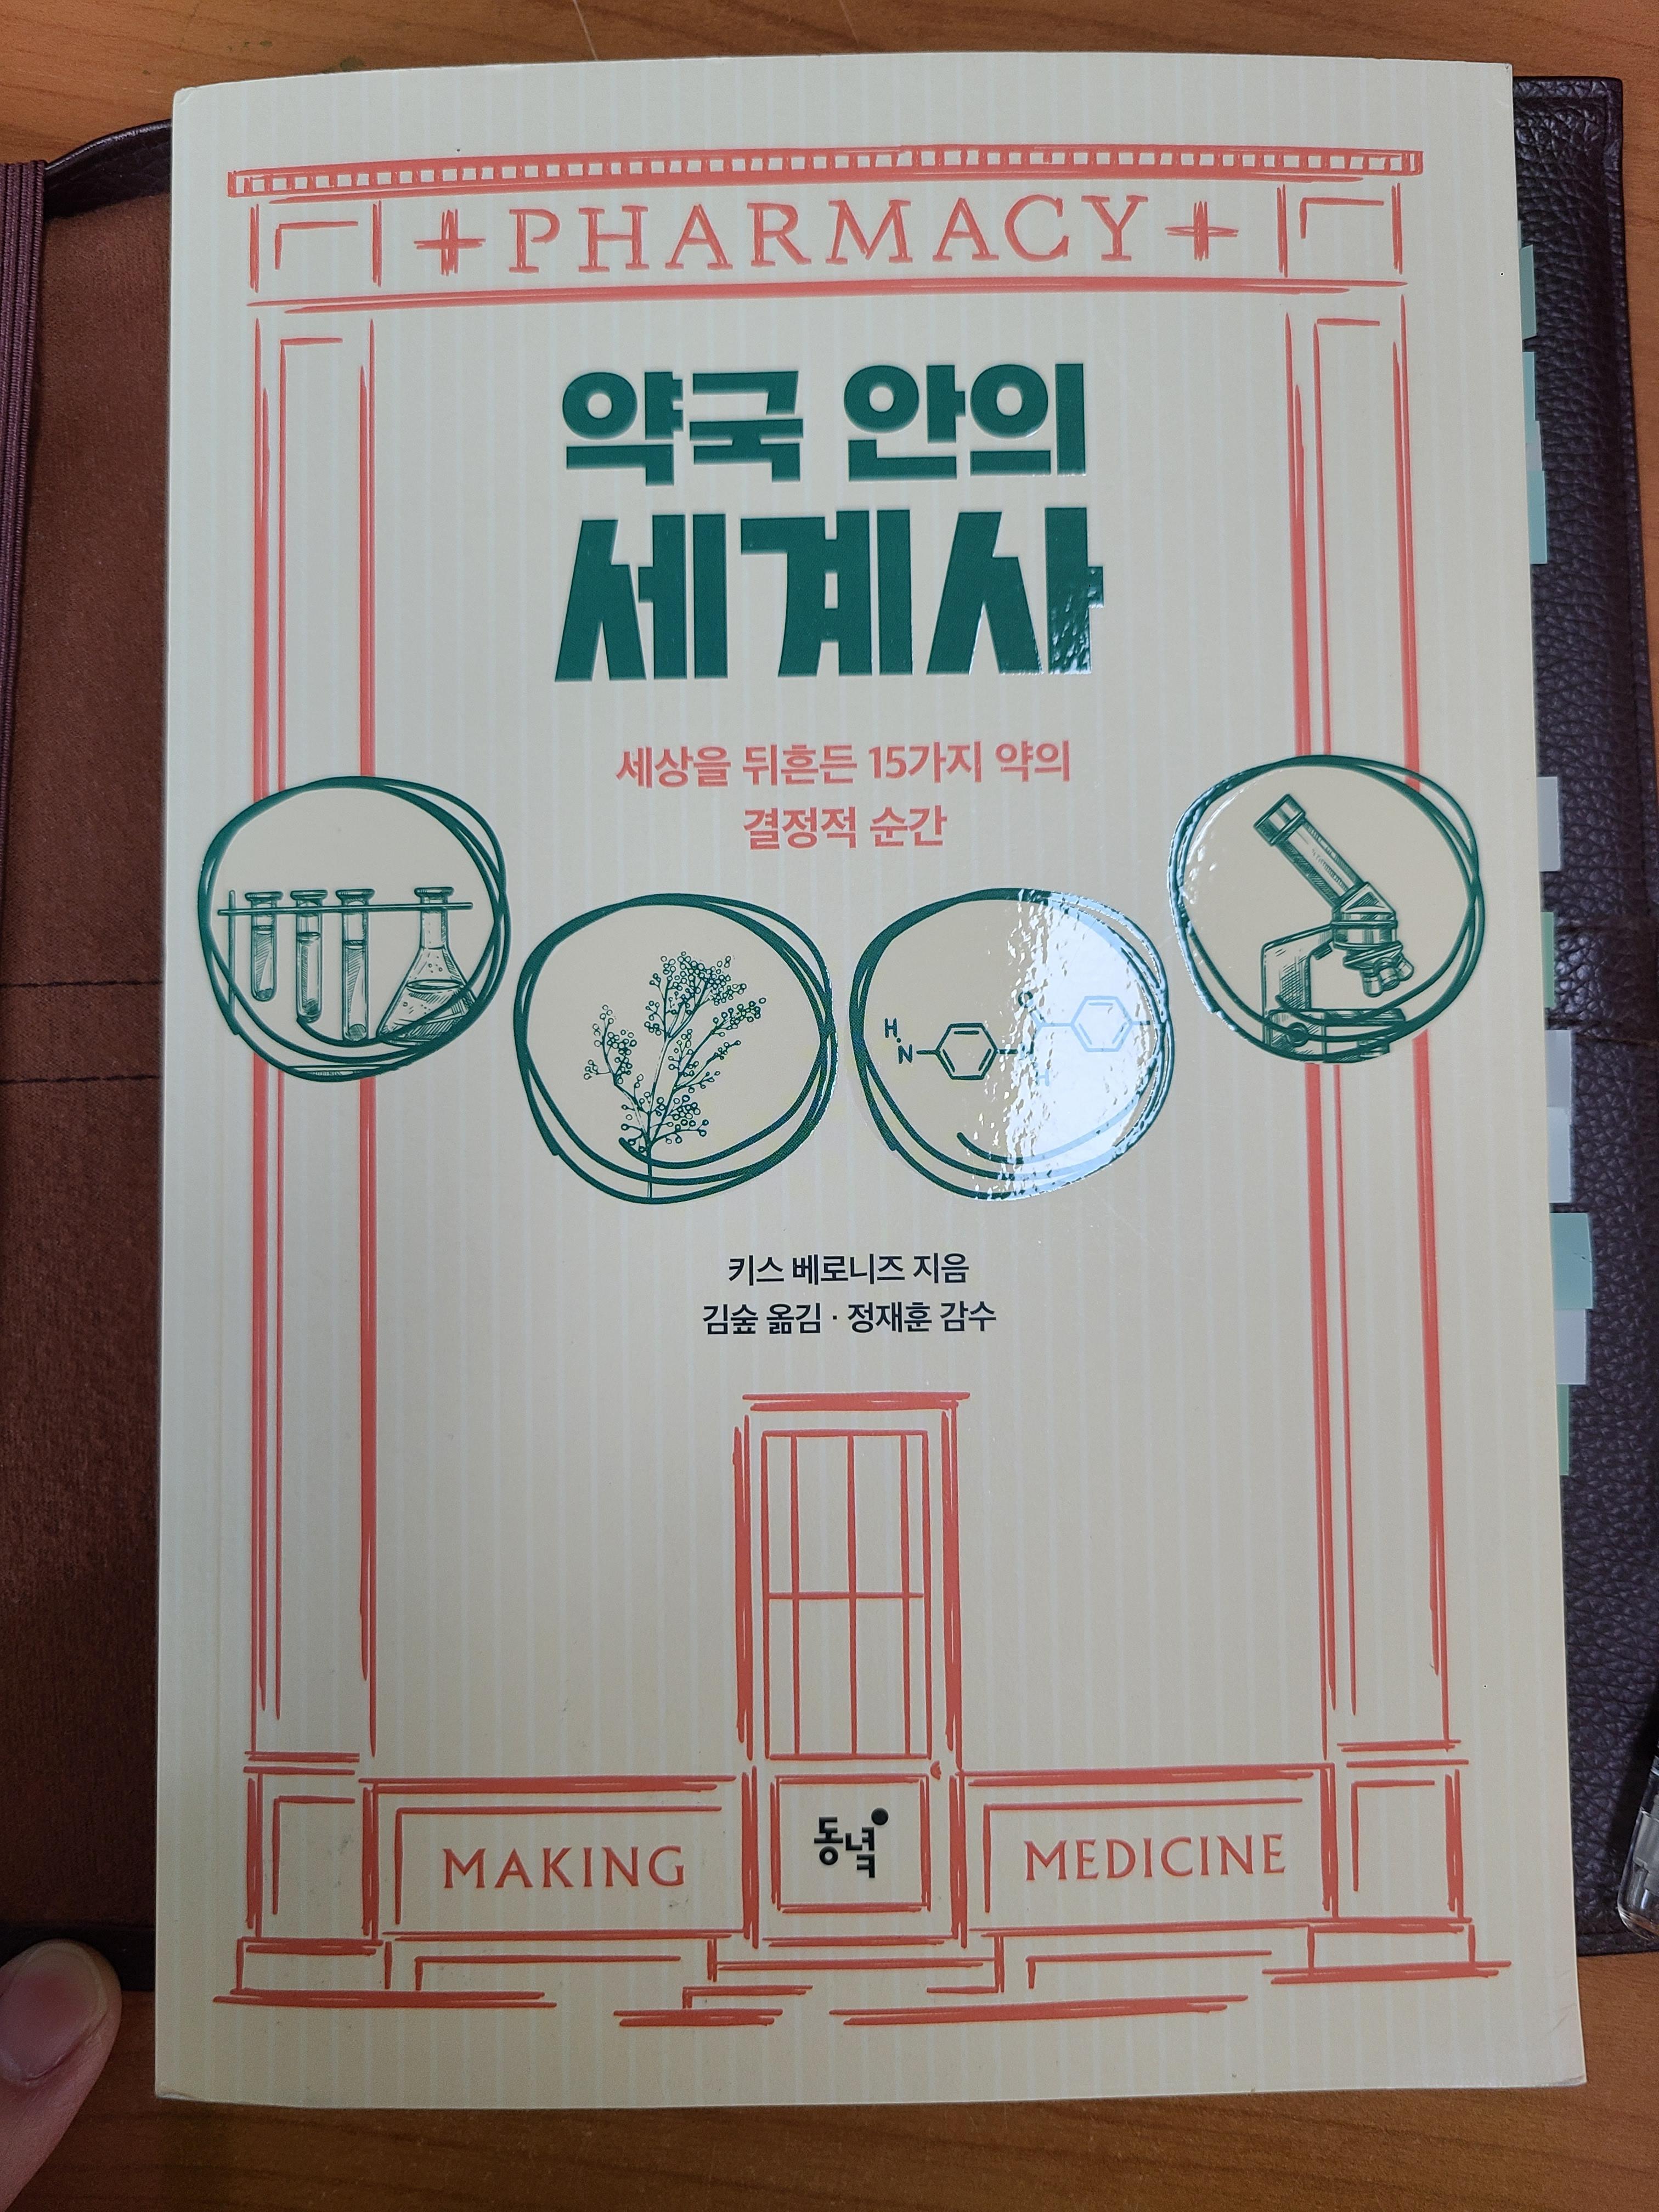 PHARMACY
약국 안의
세계사
세상을 뒤흔든 15가지 약의
결정적 순간
H
N
H
키스 베로니즈 지음
김숲 옮김 · 정재훈 감수
MAKING
동녘
MEDICINE